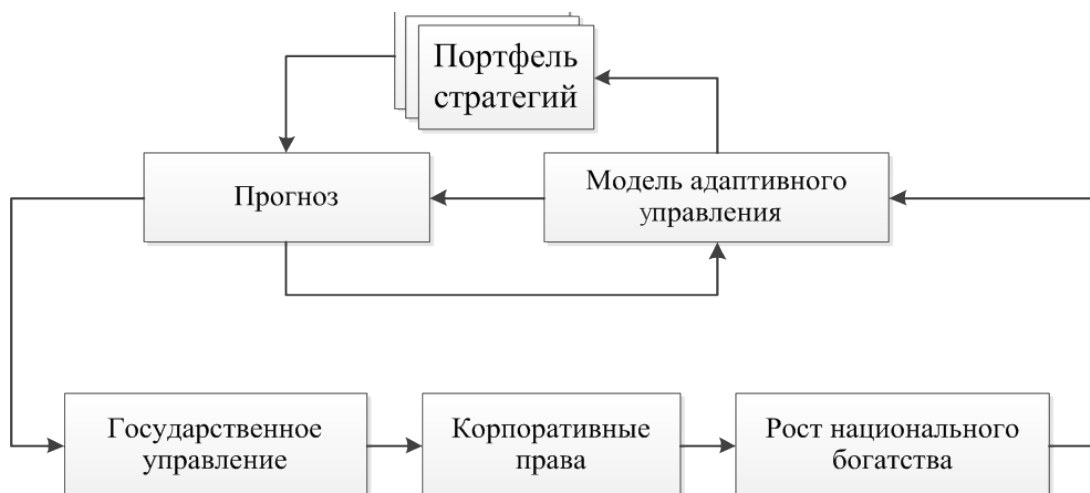 Портфель
стратегий
Прогноз
Модель адаптивного
управления
Государственное
управление
Корпоративные
права
Рост национального
богатства